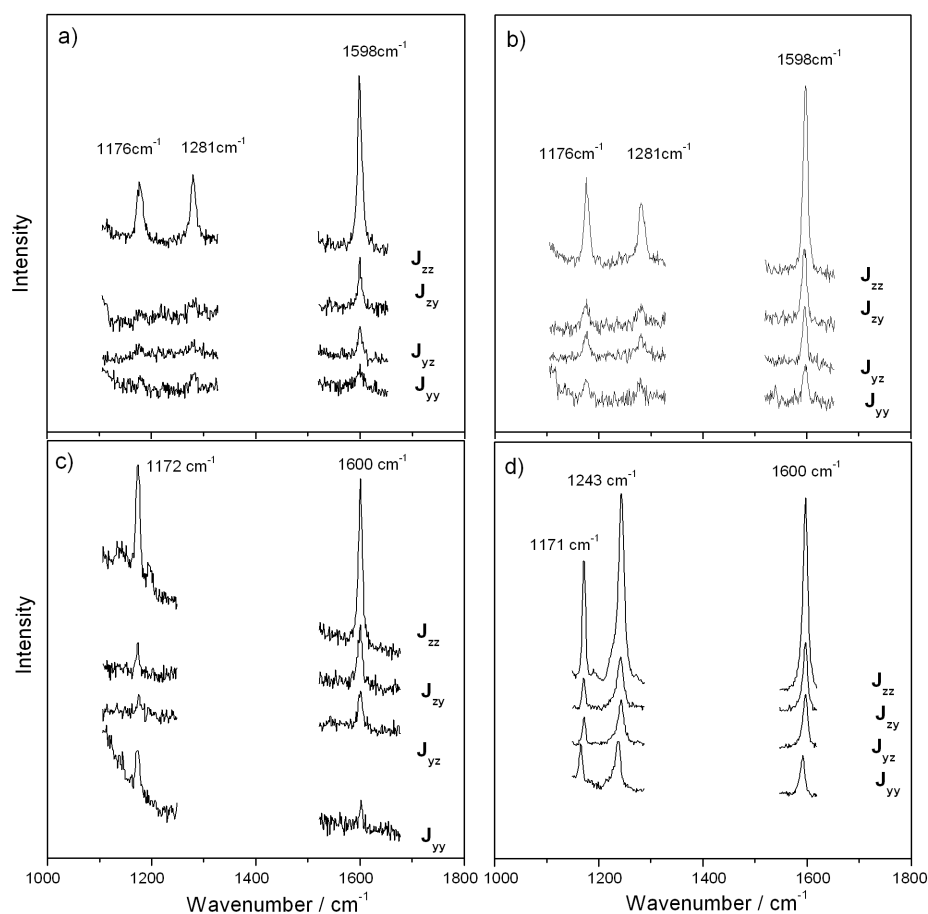 a)
1598cm-1
1176cm-1
1281cm-1
Jzz
Jzy
Jyz
Jyy
Intensity
b)
1598cm-1
1176cm-1
1281cm-1
Jzz
Jzy
Jyz
Jyy
c)
1172 cm-1
1600 cm-1
Jzz
Jzy
Jyz
Jyy
Intensity
1000 1200 1400 1600 1800
Wavenumber / cm-1
d)
1243 cm-1
1600 cm-1
1171 cm-1
Jzz
Jzy
Jyz
Jyy
1000 1200 1400 1600 1800
Wavenumber / cm-1